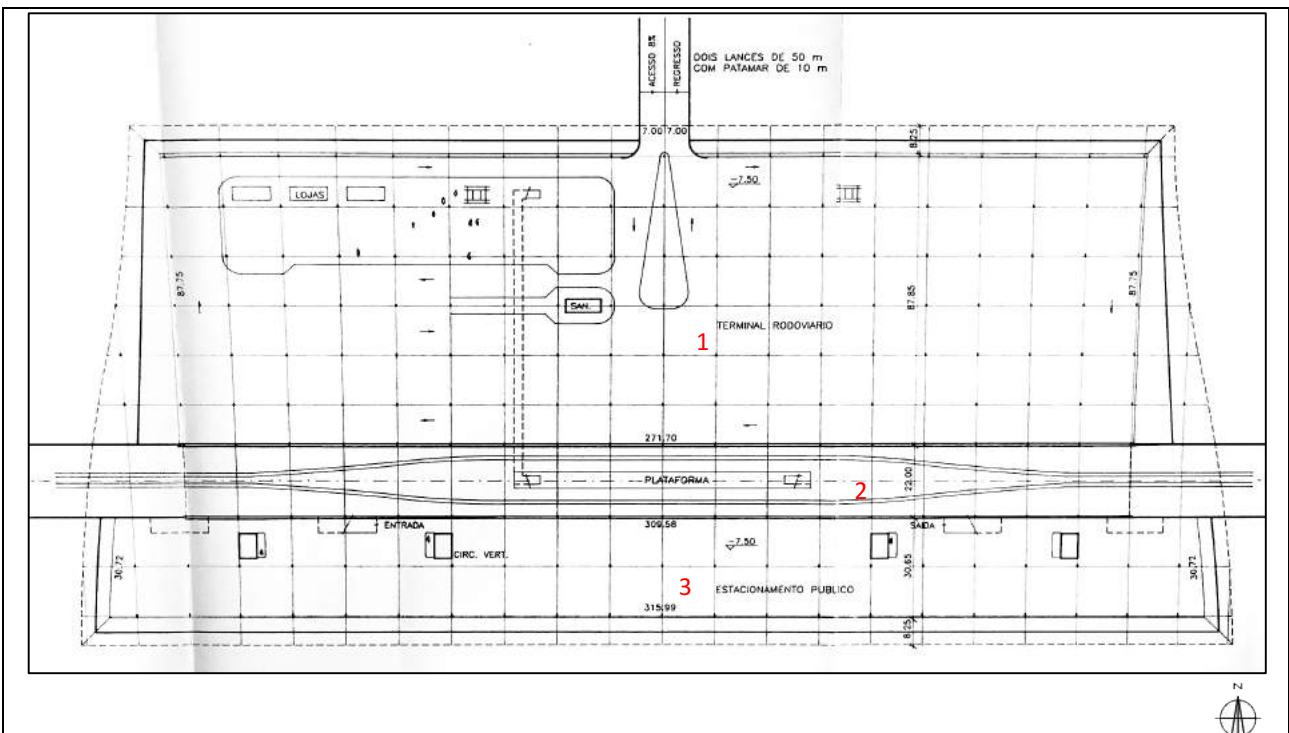 ACESSO 8%
REGRESSO
DOIS LANCES DE 50 m
COM PATAMAR DE 10 m
7.00 7.00
8.25
-7.50
LOJAS
87.75
87.85
87.75
SAN.
TERMINAL RODOVIARIO
1
271.70
PLATAFORMA
2
22.00
ENTRADA
309.58
SAIDA
-7.50
CIRC. VERT.
30.72
30.65
30.72
3
ESTACIONAMENTO PUBLICO
315.99
8.25
N